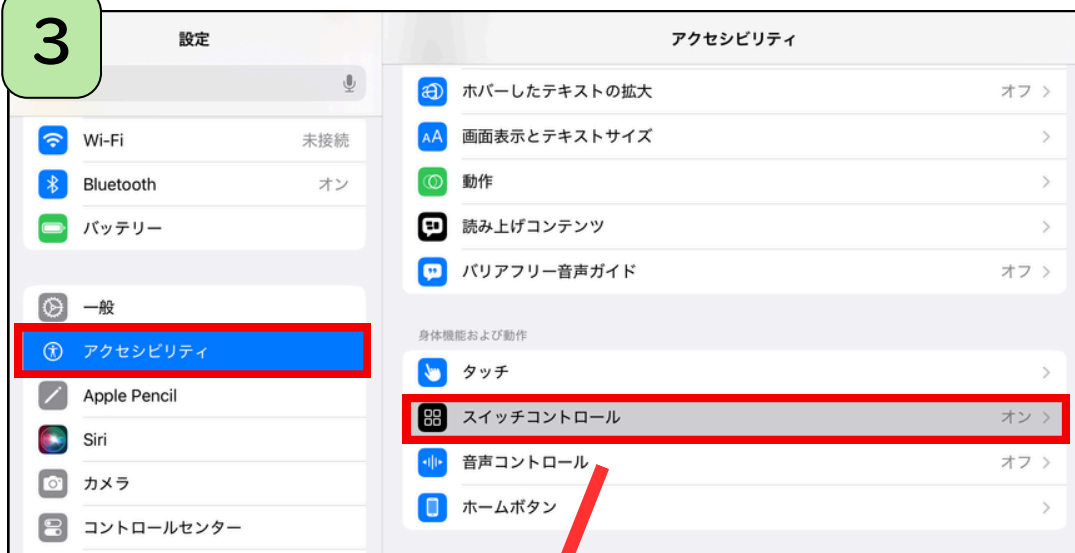 3
設定
アクセシビリティ
Wi-Fi 未接続
Bluetooth オン
バッテリー
一般
アクセシビリティ
Apple Pencil
Siri
カメラ
コントロールセンター
ホバーしたテキストの拡大 オフ
画面表示とテキストサイズ
動作
読み上げコンテンツ
バリアフリー音声ガイド オフ
身体機能および動作
タッチ
スイッチコントロール オン
音声コントロール オフ
ホームボタン